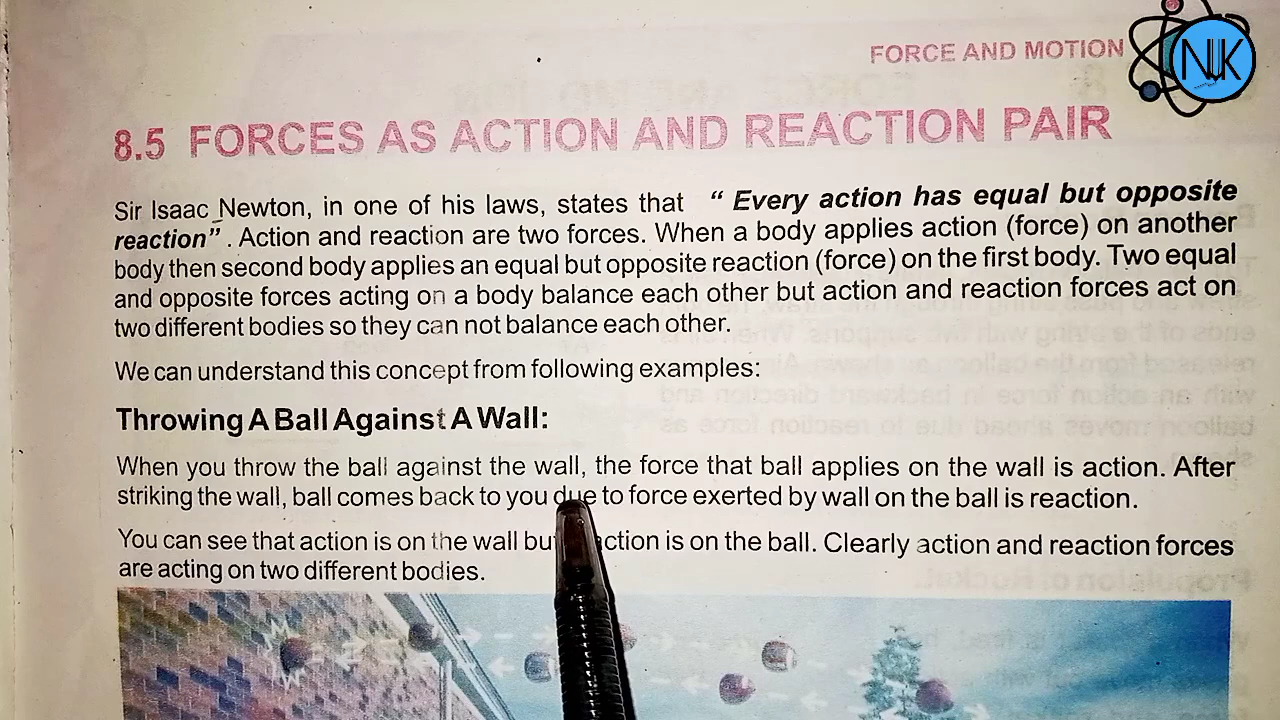 FORCE AND MOTION
NJK
8.5 FORCES AS ACTION AND REACTION PAIR
Sir Isaac Newton, in one of his laws, states that “ Every action has equal but opposite
reaction” . Action and reaction are two forces. When a body applies action (force) on another
body then second body applies an equal but opposite reaction (force) on the first body. Two equal
and opposite forces acting on a body balance each other but action and reaction forces act on
two different bodies so they can not balance each other.
We can understand this concept from following examples:
Throwing A Ball Against A Wall:
When you throw the ball against the wall, the force that ball applies on the wall is action. After
striking the wall, ball comes back to you due to force exerted by wall on the ball is reaction.
You can see that action is on the wall is on the ball. Clearly action and reaction forces
are acting on two different bodies.